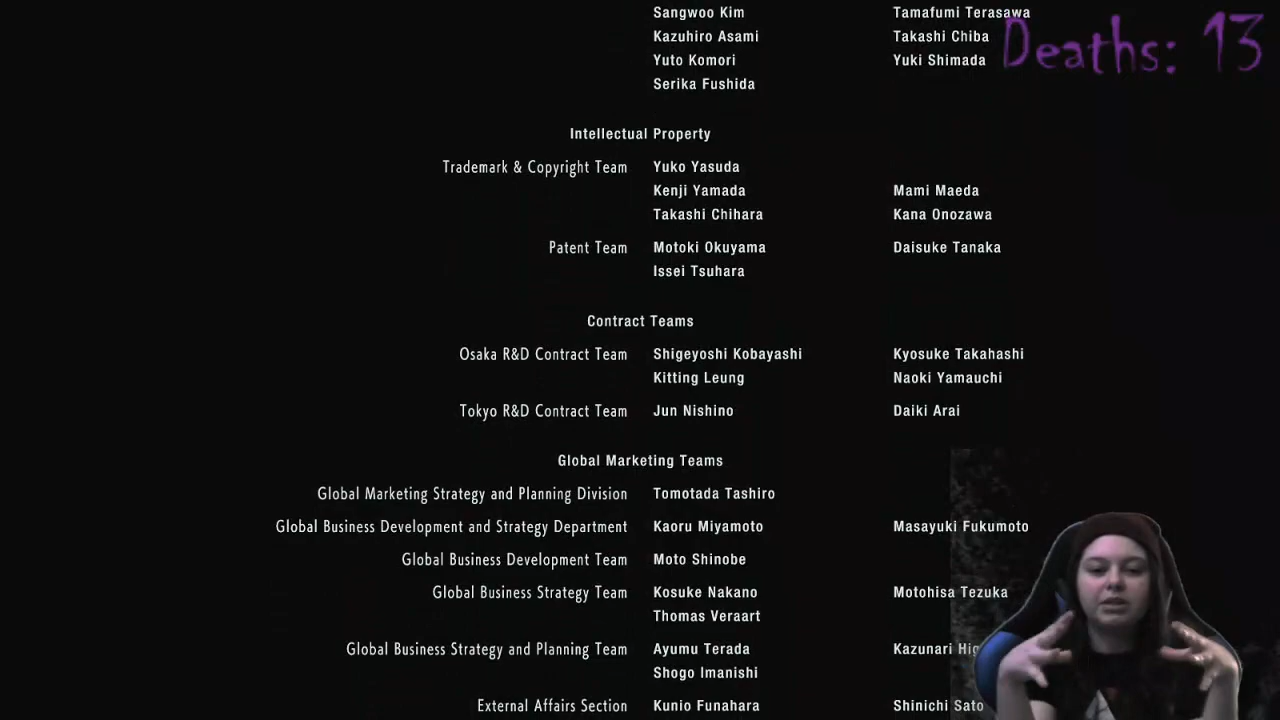 Sangwoo Kim Tamafumi Terasawa
Kazuhiro Asami Takashi Chiba
Yuto Komori Yuki Shimada
Deaths: 13
Serika Fushida
Intellectual Property
Trademark & Copyright Team Yuko Yasuda
Kenji Yamada Mami Maeda
Takashi Chihara Kana Onozawa
Patent Team Motoki Okuyama Daisuke Tanaka
Issei Tsuhara
Contract Teams
Osaka R&D Contract Team Shigeyoshi Kobayashi Kyosuke Takahashi
Kitting Leung Naoki Yamauchi
Tokyo R&D Contract Team Jun Nishino Daiki Arai
Global Marketing Teams
Global Marketing Strategy and Planning Division Tomotada Tashiro
Global Business Development and Strategy Department Kaoru Miyamoto Masayuki Fukumoto
Global Business Development Team Moto Shinobe
Global Business Strategy Team Kosuke Nakano Motohisa Tezuka
Thomas Veraart
Global Business Strategy and Planning Team Ayumu Terada Kazunari
Shogo Imanishi
External Affairs Section Kunio Funahara Shinichi Sato